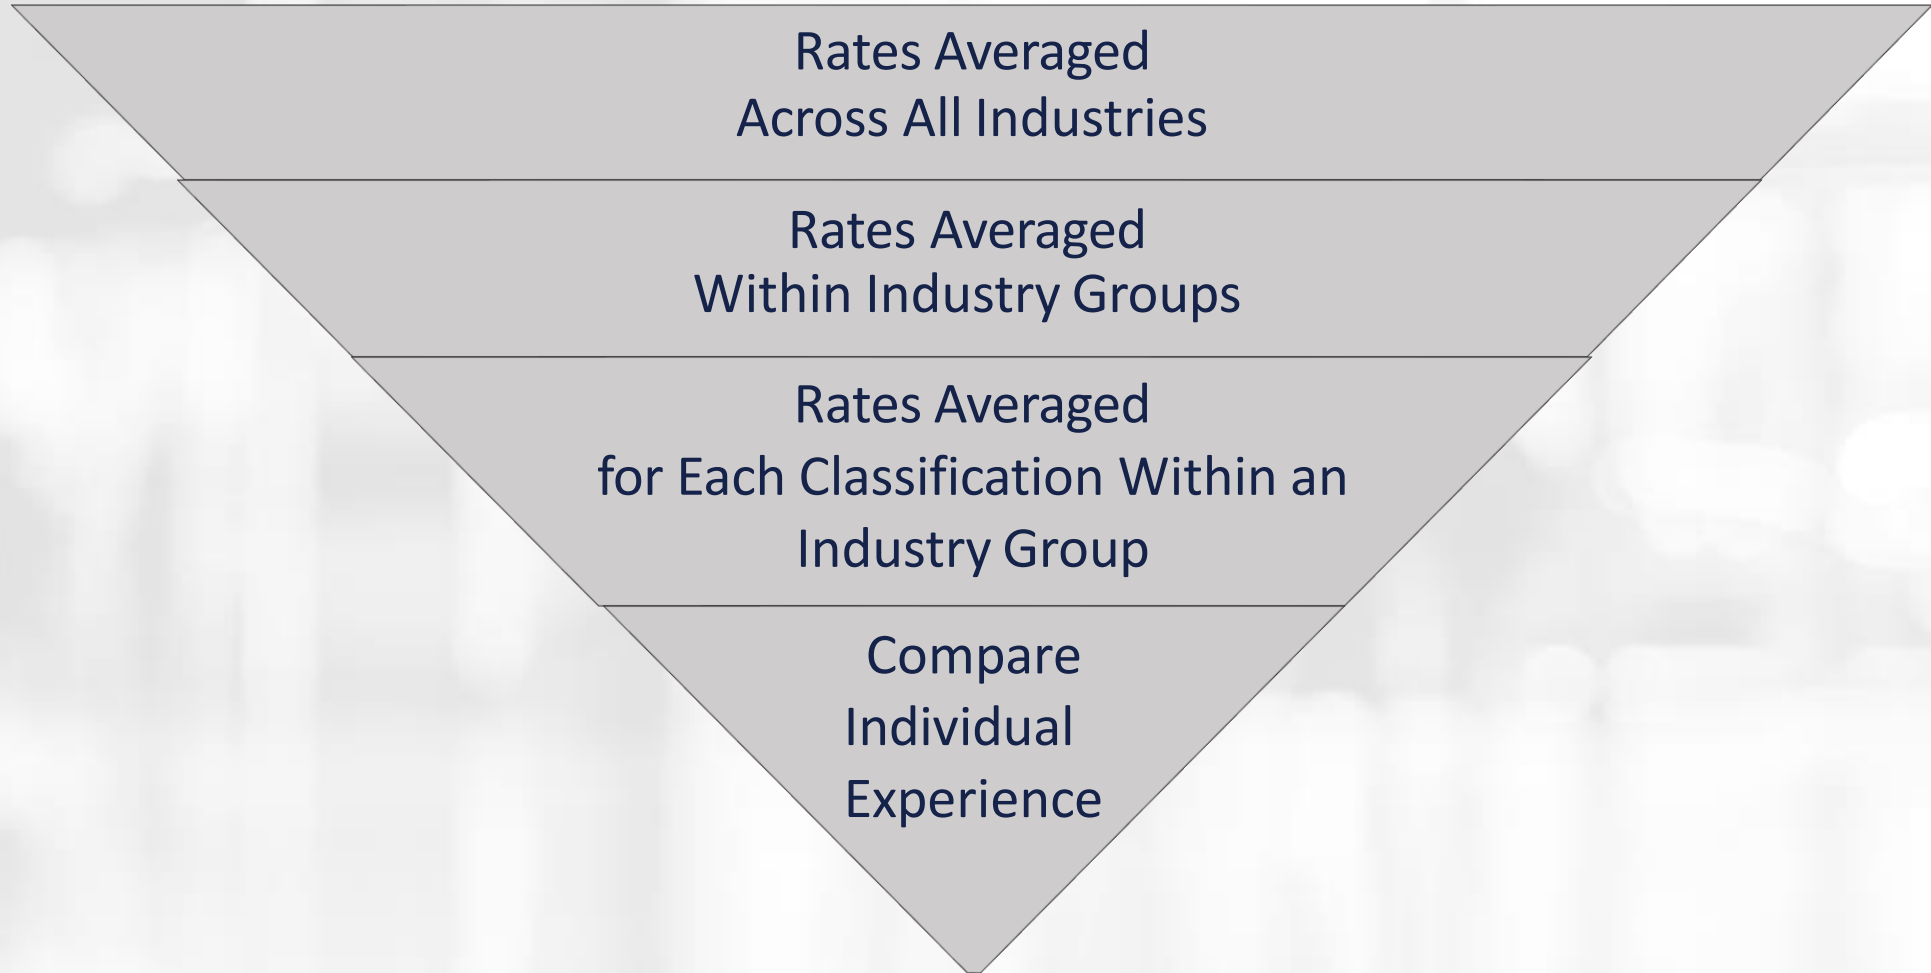 Rates Averaged
Across All Industries
Rates Averaged
Within Industry Groups
Rates Averaged
for Each Classification Within an
Industry Group
Compare
Individual
Experience